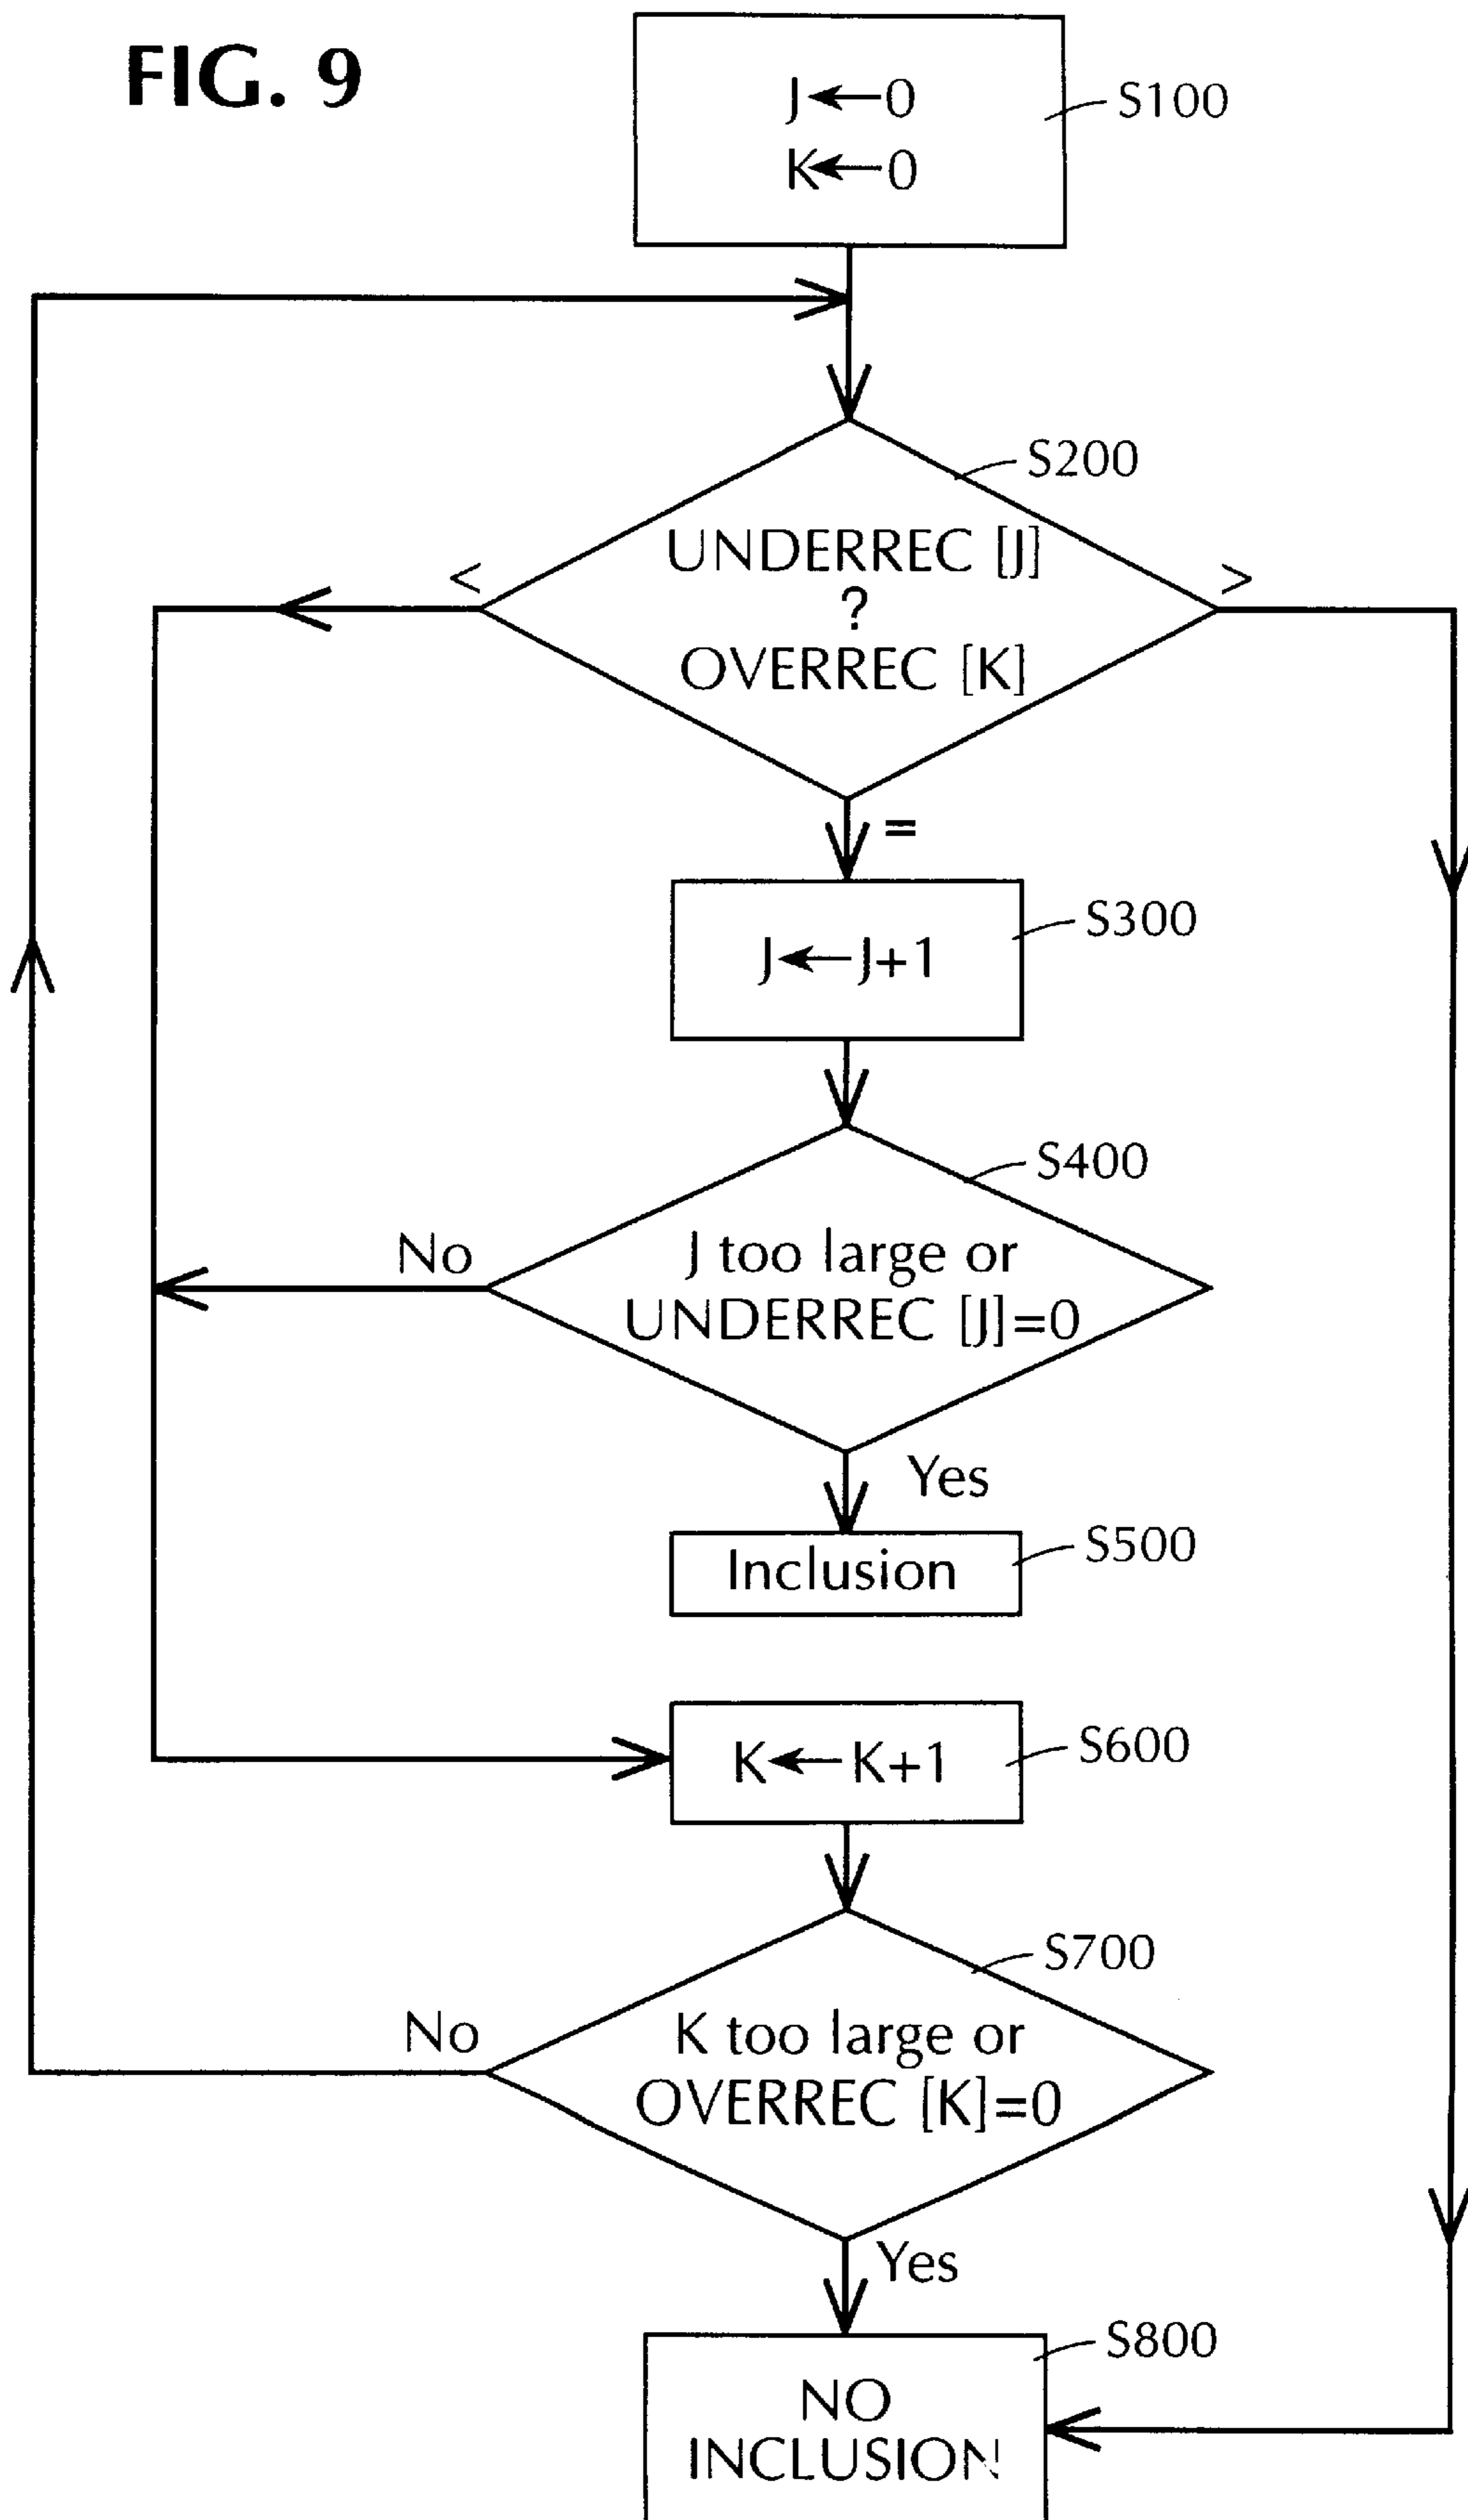 FIG. 9
J←0
K←0
S100
S200
UNDERREC [J]
?
OVERREC [K]
<
>
=
S300
J←J+1
S400
J too large or
UNDERREC [J]=0
No
Yes
S500
Inclusion
S600
K←K+1
S700
K too large or
OVERREC [K]=0
No
Yes
S800
NO
INCLUSION